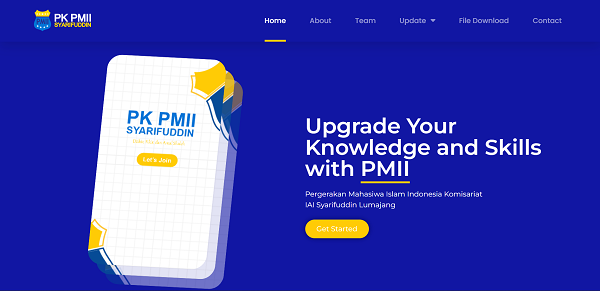 PK PMII
SYARIFUDDIN
Home About Team Update File Download Contact
PK PMII
SYARIFUDDIN
Let's Join
Upgrade Your
Knowledge and Skills
with PMII
Pergerakan Mahasiwa Islam Indonesia Komisariat
IAI Syarifuddin Lumajang
Get Started